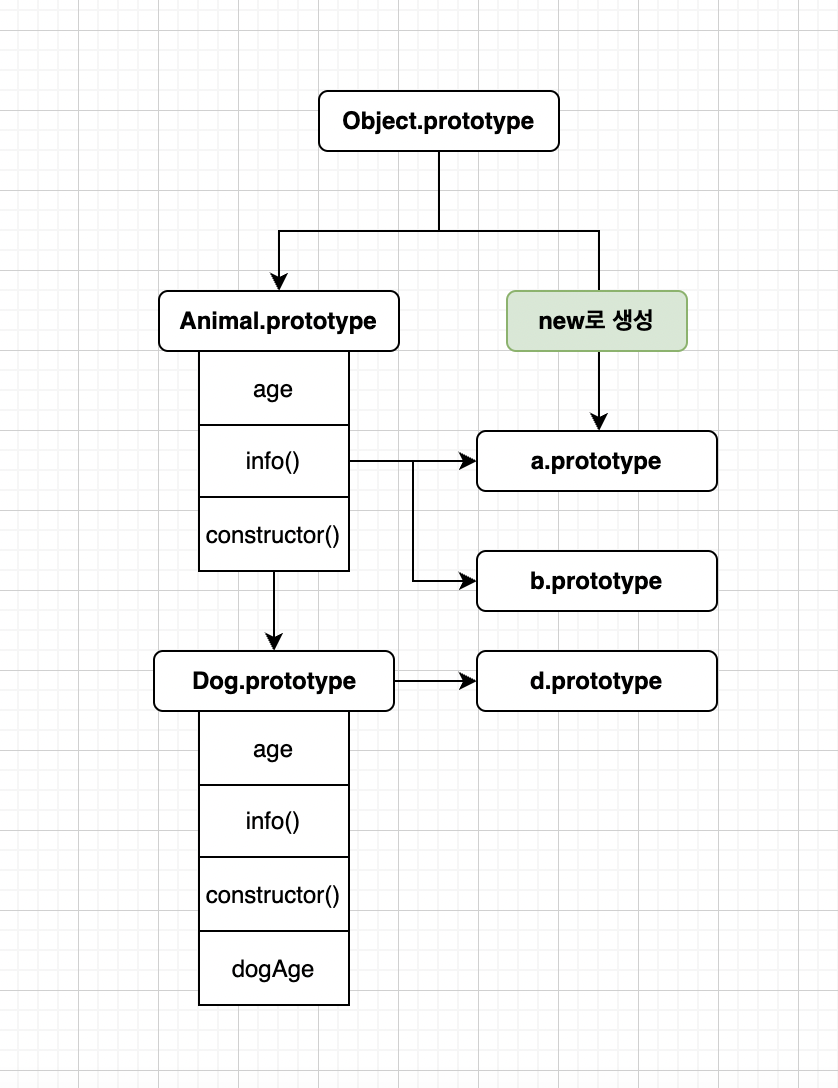 Object.prototype
Animal.prototype
new로 생성
age
info()
a.prototype
constructor()
b.prototype
Dog.prototype
d.prototype
age
info()
constructor()
dogAge